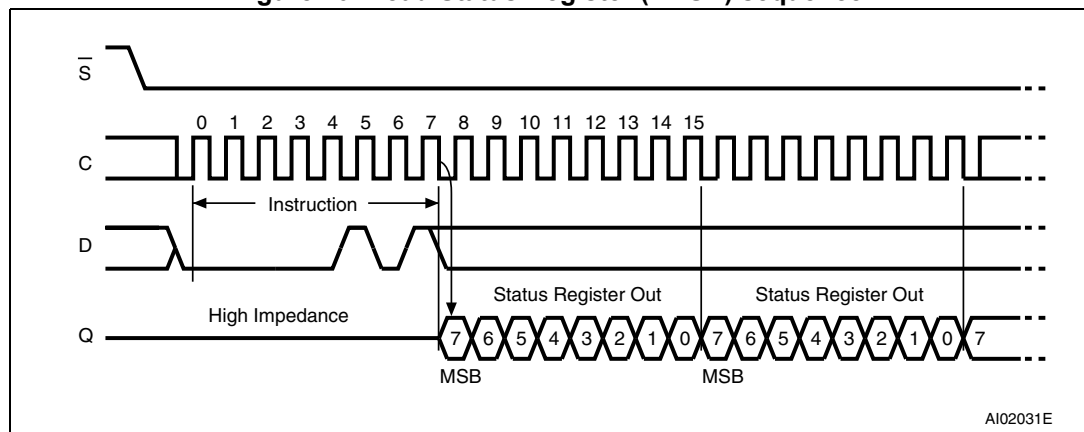 S
0 1 2 3 4 5 6 7 8 9 10 11 12 13 14 15
C
Instruction
D
Status Register Out Status Register Out
High Impedance
Q
7 6 5 4 3 2 1 0 7 6 5 4 3 2 1 0 7
MSB MSB
AI02031E